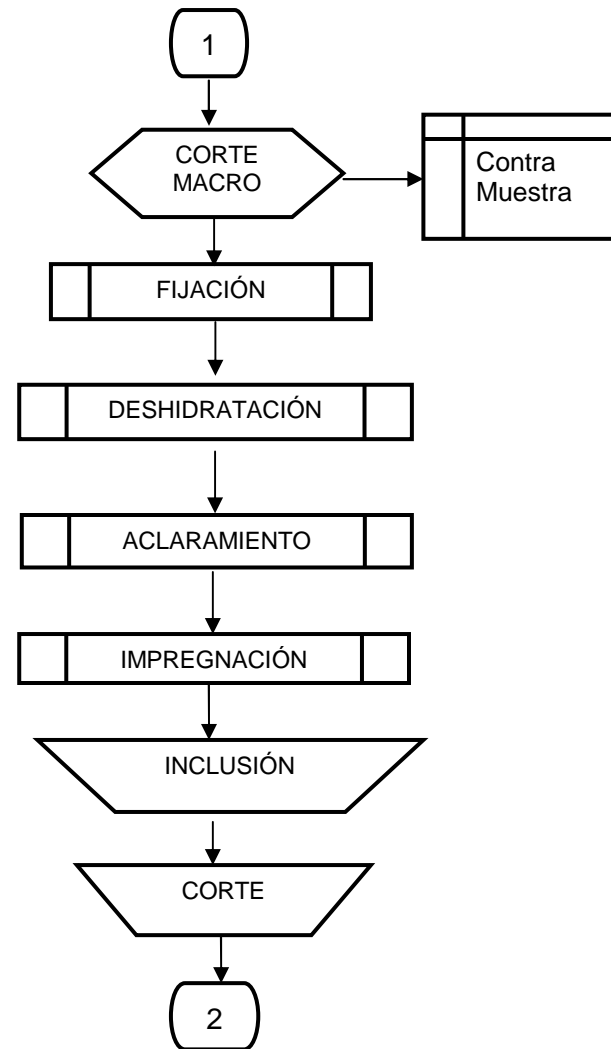 1
CORTE
MACRO
Contra
Muestra
FIJACIÓN
DESHIDRATACIÓN
ACLARAMIENTO
IMPREGNACIÓN
INCLUSIÓN
CORTE
2